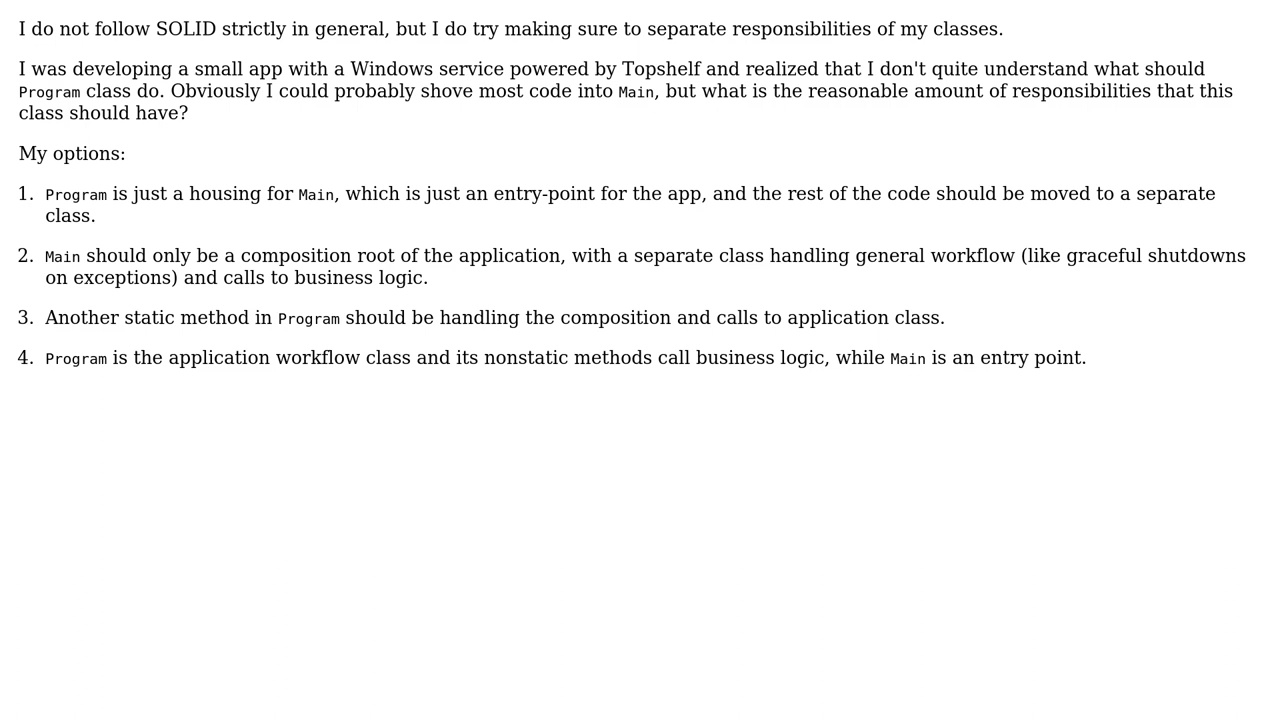 I do not follow SOLID strictly in general, but I do try making sure to separate responsibilities of my classes.
I was developing a small app with a Windows service powered by Topshelf and realized that I don't quite understand what should
Program class do. Obviously I could probably shove most code into Main, but what is the reasonable amount of responsibilities that this
class should have?
My options:
1. Program is just a housing for Main, which is just an entry-point for the app, and the rest of the code should be moved to a separate
class.
2. Main should only be a composition root of the application, with a separate class handling general workflow (like graceful shutdowns
on exceptions) and calls to business logic.
3. Another static method in Program should be handling the composition and calls to application class.
4. Program is the application workflow class and its nonstatic methods call business logic, while Main is an entry point.